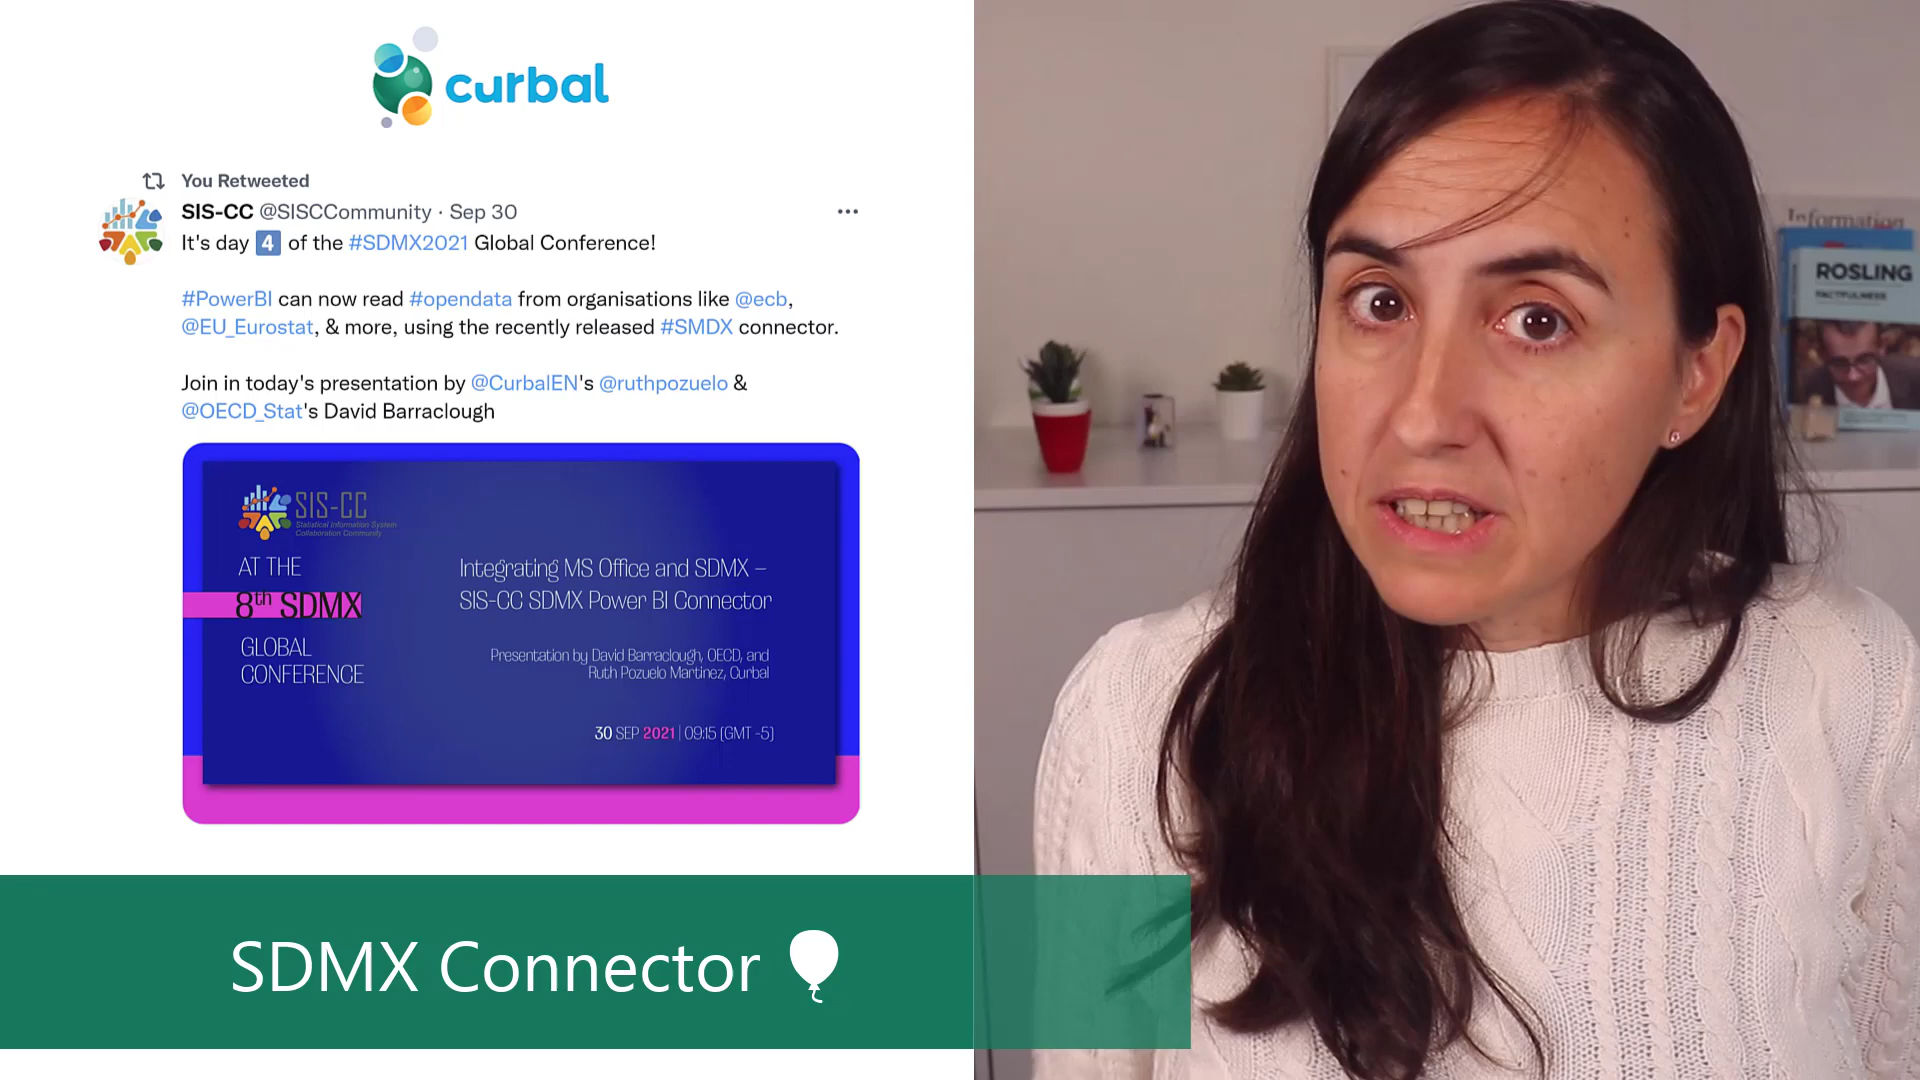 curbal
You Retweeted
SIS-CC @SISCCommunity · Sep 30
It's day 4 of the #SDMX2021 Global Conference!
#PowerBI can now read #opendata from organisations like @ecb,
@EU_Eurostat, & more, using the recently released #SMDX connector.
Join in today's presentation by @CurbalEN's @ruthpozuelo &
@OECD_Stat's David Barraclough
SIS-CC
Statistical Information System
Collaboration Community
AT THE
8th SDMX
GLOBAL
CONFERENCE
Integrating MS Office and SDMX –
SIS-CC SDMX Power BI Connector
Presentation by David Barraclough, OECD, and
Ruth Pozuelo Martinez, Curbal
30 SEP 2021 | 09:15 (GMT -5)
SDMX Connector
Information
ROSLING
FACTFULNESS